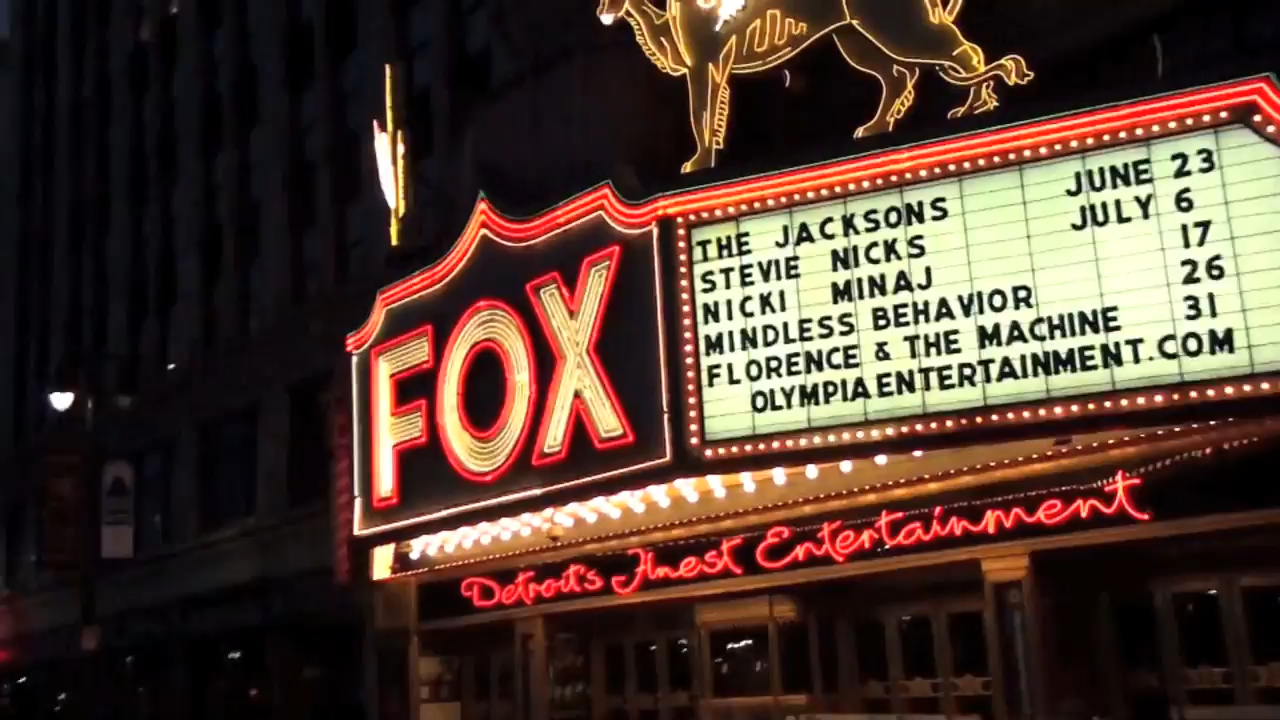 FOX
THE JACKSONS JUNE 23
STEVIE NICKS JULY 6
NICKI MINAJ 17
MINDLESS BEHAVIOR 26
FLORENCE & THE MACHINE 31
OLYMPIAENTERTAINMENT.COM
Detroit's Finest Entertainment